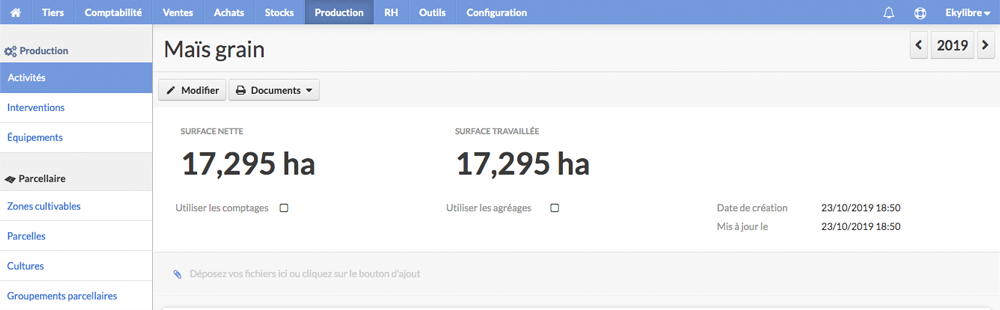 Tiers Comptabilité Ventes Achats Stocks Production RH Outils Configuration Ekylibre
Production
Activités
Interventions
Équipements
Parcellaire
Zones cultivables
Parcelles
Cultures
Groupements parcellaires
Maïs grain
2019
Modifier Documents
SURFACE NETTE SURFACE TRAVAILLÉE
17,295 ha 17,295 ha
Utiliser les comptages Utiliser les agréages Date de création 23/10/2019 18:50
Mis à jour le 23/10/2019 18:50
Déposez vos fichiers ici ou cliquez sur le bouton d'ajout